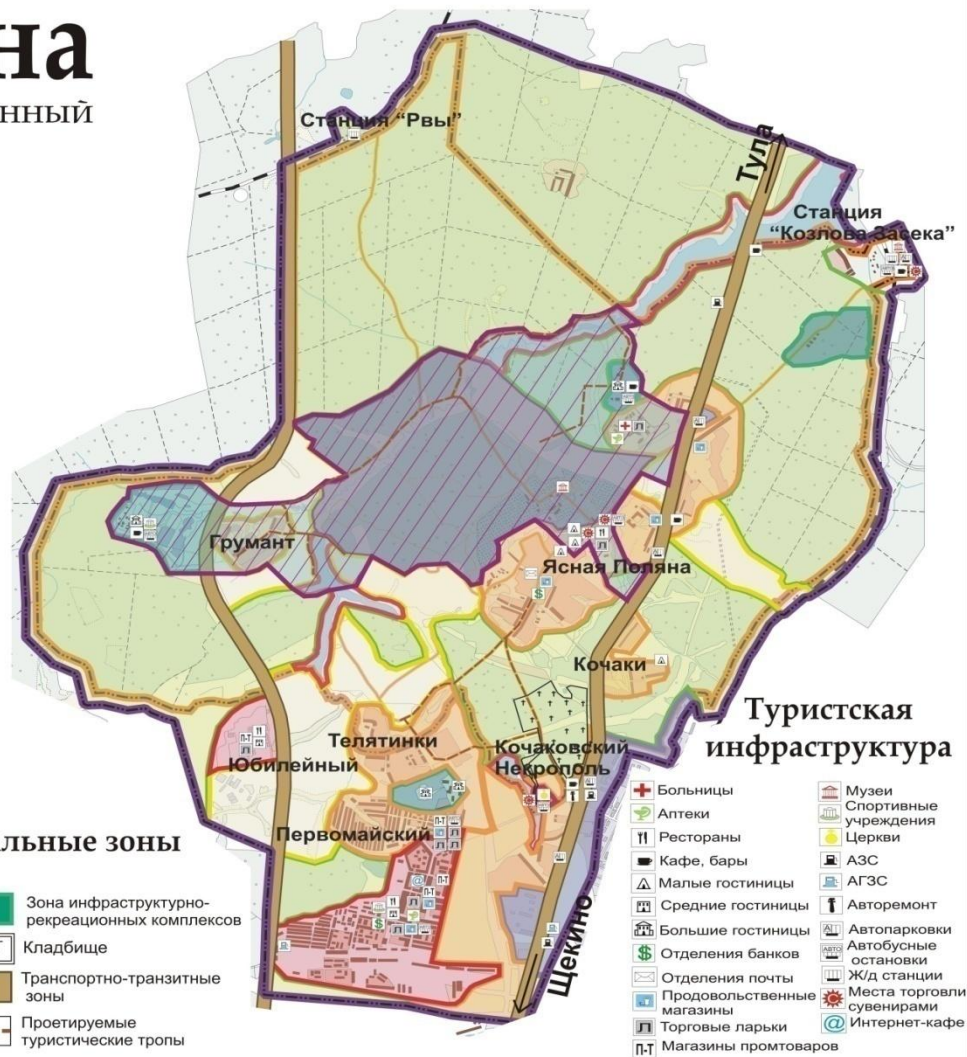 на
нный
Станция "Рвы"
Тула
Станция
"Козлова Засека"
Грумант
Ясная Поляна
Кочаки
Телятинки
Юбилейный
Кочаковский
Некрополь
Первомайский
Щекино
льные зоны
Зона инфраструктурно-
рекреационных комплексов
Кладбище
Транспортно-транзитные
зоны
Проетируемые
туристические тропы
Туристская
инфраструктура
Больницы
Аптеки
Рестораны
Кафе, бары
Малые гостиницы
Средние гостиницы
Большие гостиницы
Отделения банков
Отделения почты
Продовольственные
магазины
Торговые ларьки
П-Т Магазины промтоваров
Музеи
Спортивные
учреждения
Церкви
АЗС
АГЗС
Авторемонт
Автопарковки
Автобусные
остановки
Ж/д станции
Места торговли
сувенирами
Интернет-кафе